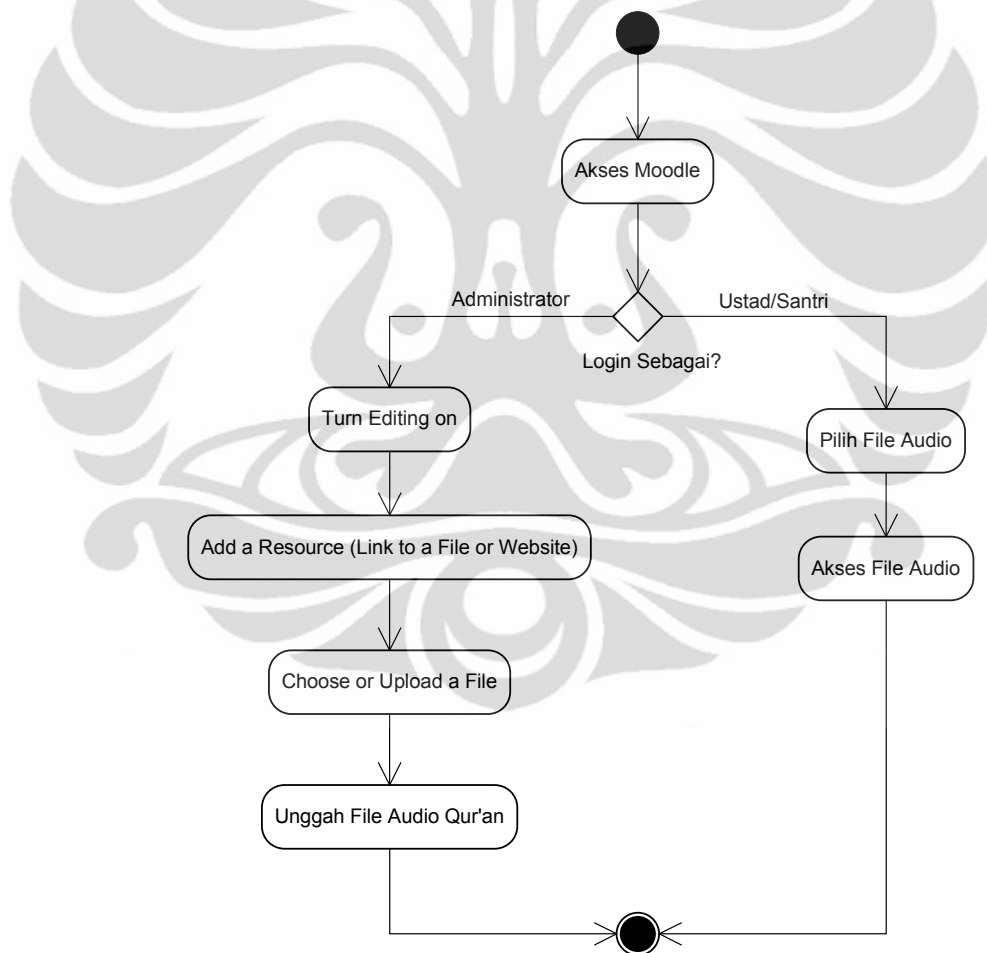 Akses Moodle
Administrator
Ustad/Santri
Login Sebagai?
Turn Editing on
Pilih File Audio
Add a Resource (Link to a File or Website)
Akses File Audio
Choose or Upload a File
Unggah File Audio Qur'an